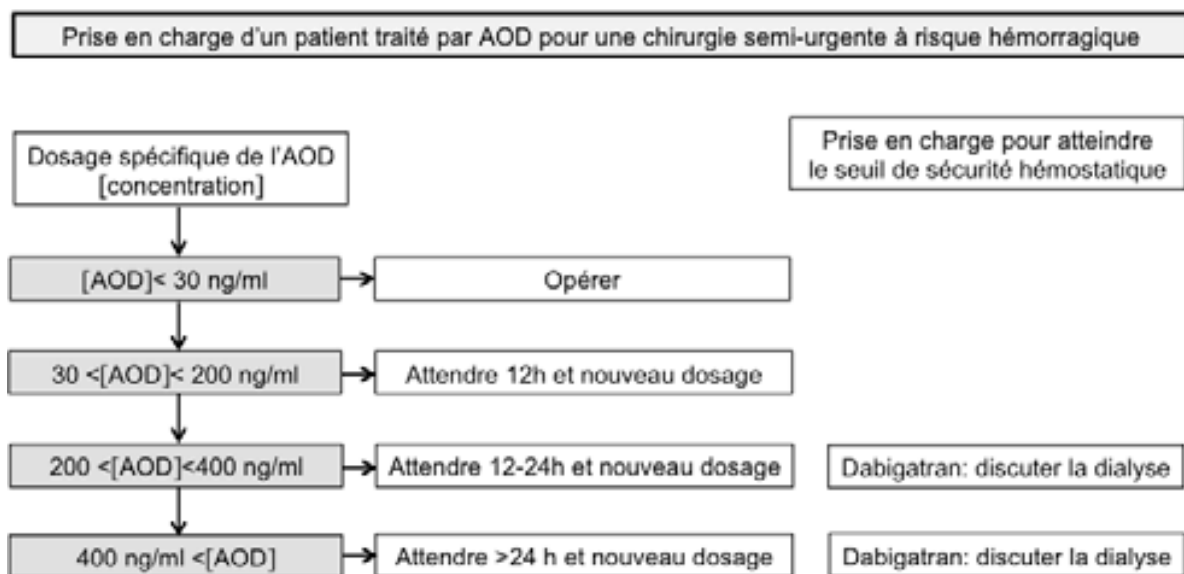 Prise en charge d'un patient traité par AOD pour une chirurgie semi-urgente à risque hémorragique
Dosage spécifique de l'AOD
[concentration]
Prise en charge pour atteindre
le seuil de sécurité hémostatique
[AOD]< 30 ng/ml
Opérer
30 <[AOD]< 200 ng/ml
Attendre 12h et nouveau dosage
200 <[AOD]<400 ng/ml
Attendre 12-24h et nouveau dosage
Dabigatran: discuter la dialyse
400 ng/ml <[AOD]
Attendre >24 h et nouveau dosage
Dabigatran: discuter la dialyse